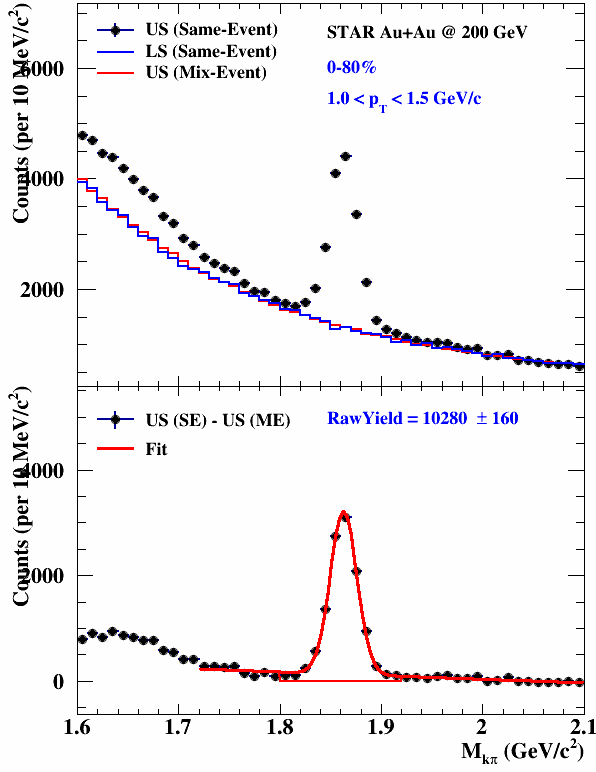 US (Same-Event)
LS (Same-Event)
US (Mix-Event)
STAR Au+Au @ 200 GeV
0-80%
1.0 < p_T < 1.5 GeV/c
Counts (per 10 MeV/c²)
6000
4000
2000
US (SE) - US (ME)
Fit
RawYield = 10280 ± 160
Counts (per 10 MeV/c²)
4000
2000
0
1.6 1.7 1.8 1.9 2 2.1
M_kπ (GeV/c²)